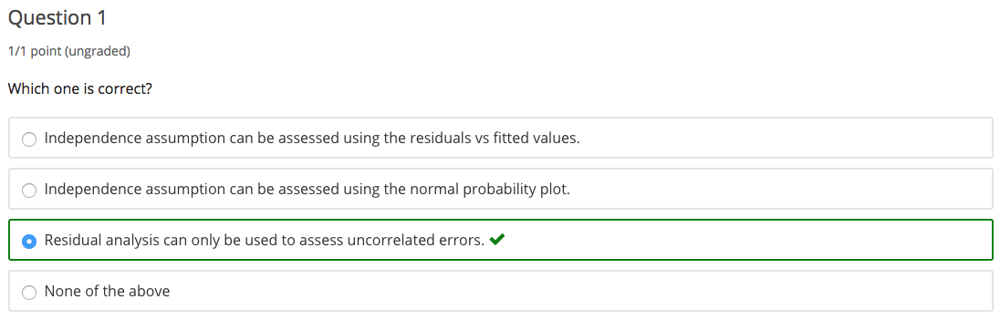 Question 1
1/1 point (ungraded)
Which one is correct?
Independence assumption can be assessed using the residuals vs fitted values.
Independence assumption can be assessed using the normal probability plot.
Residual analysis can only be used to assess uncorrelated errors.
None of the above